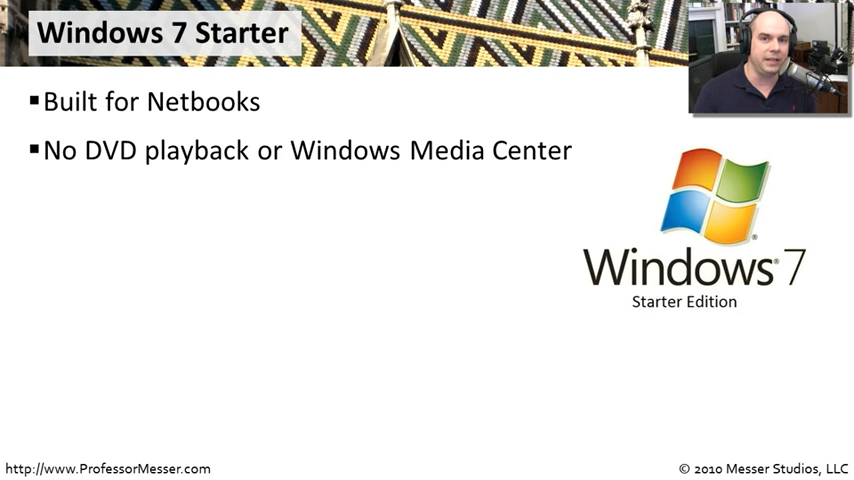 Windows 7 Starter
▪Built for Netbooks
▪No DVD playback or Windows Media Center
Windows® 7
Starter Edition
http://www.ProfessorMesser.com
© 2010 Messer Studios, LLC